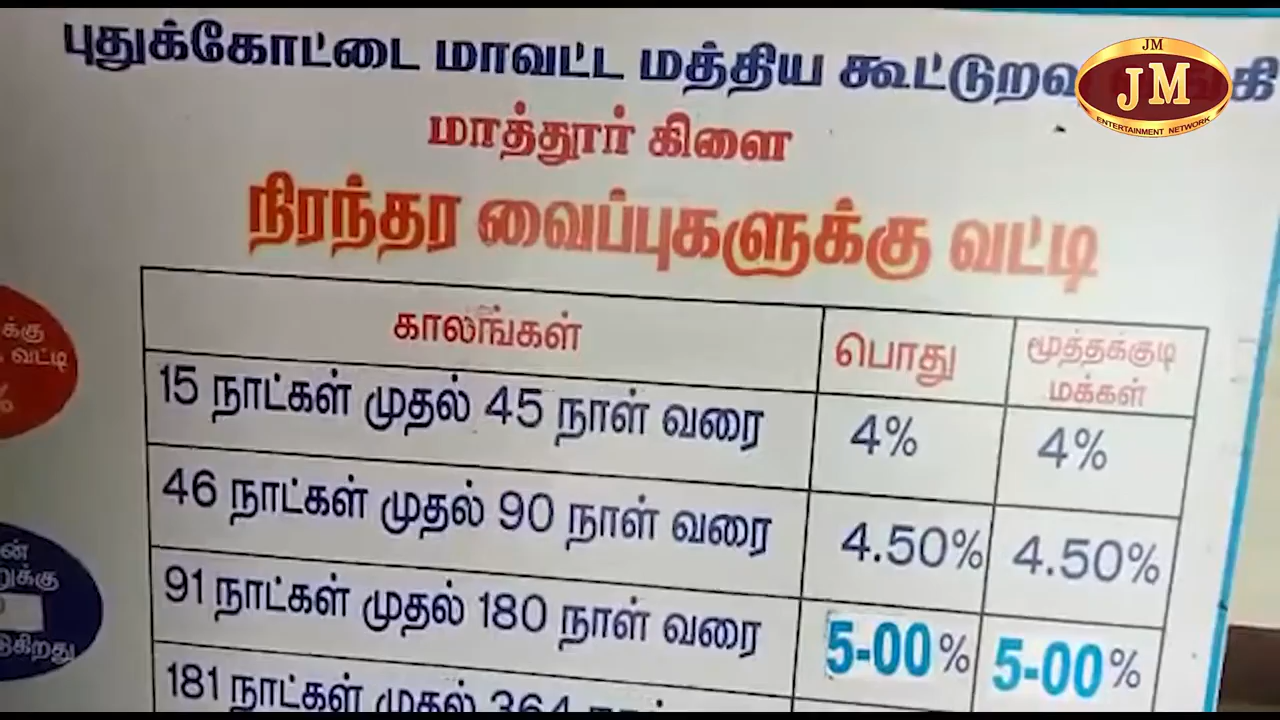 புதுக்கோட்டை மாவட்ட மத்திய கூட்டுறவு
JM
JM
ENTERTAINMENT NETWORK
மாத்தூர் கிளை
நிரந்தர வைப்புகளுக்கு வட்டி
காலங்கள் பொது மூத்தக்குடி மக்கள்
15 நாட்கள் முதல் 45 நாள் வரை 4% 4%
46 நாட்கள் முதல் 90 நாள் வரை 4.50% 4.50%
91 நாட்கள் முதல் 180 நாள் வரை 5-00% 5-00%
181 நாட்கள் முதல் 364
க்கு
வட்டி
%